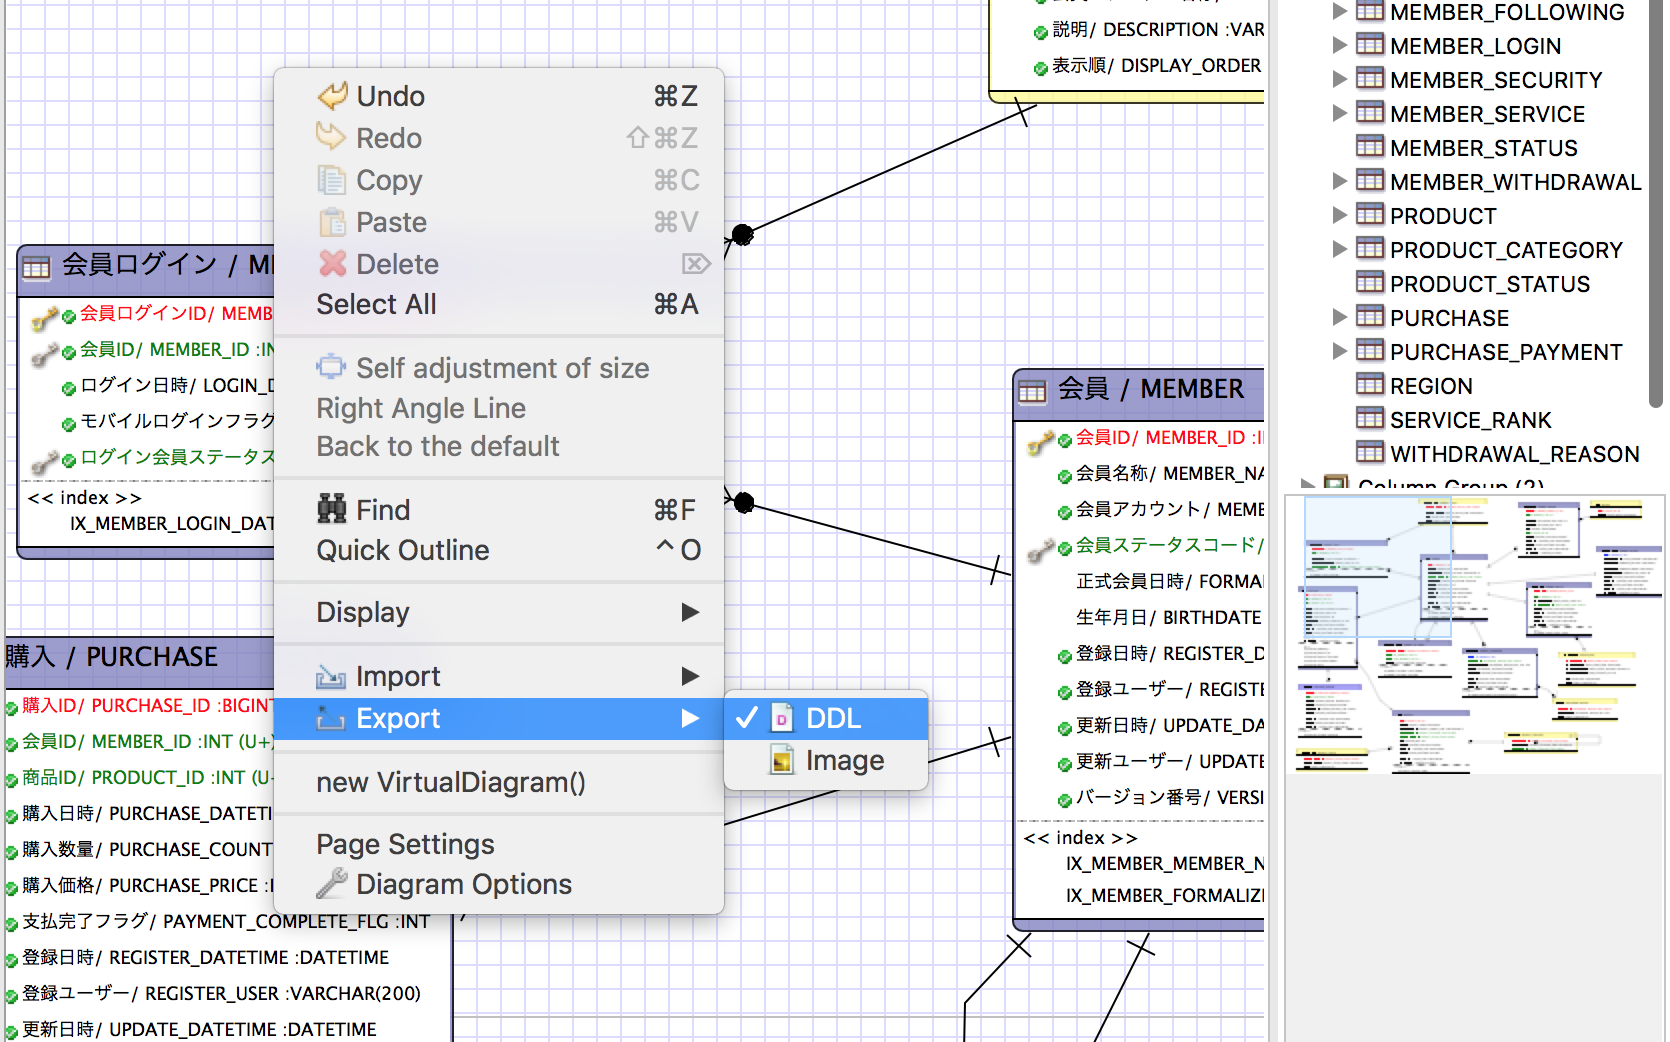 説明/ DESCRIPTION :VAR
表示順/ DISPLAY_ORDER
会員ログイン / ME
会員ログインID/ MEMB
会員ID/ MEMBER_ID :IN
ログイン日時/ LOGIN_D
モバイルログインフラグ
ログイン会員ステータス
<< index >>
IX_MEMBER_LOGIN_DAT
購入 / PURCHASE
購入ID/ PURCHASE_ID :BIGINT
会員ID/ MEMBER_ID :INT (U+)
商品ID/ PRODUCT_ID :INT (U+
購入日時/ PURCHASE_DATETI
購入数量/ PURCHASE_COUNT
購入価格/ PURCHASE_PRICE :I
支払完了フラグ/ PAYMENT_COMPLETE_FLG :INT
登録日時/ REGISTER_DATETIME :DATETIME
登録ユーザー/ REGISTER_USER :VARCHAR(200)
更新日時/ UPDATE_DATETIME :DATETIME
Undo ⌘Z
Redo ⇧⌘Z
Copy ⌘C
Paste ⌘V
Delete ⌦
Select All ⌘A
Self adjustment of size
Right Angle Line
Back to the default
Find ⌘F
Quick Outline ^O
Display
Import
Export
new VirtualDiagram()
Page Settings
Diagram Options
DDL
Image
会員 / MEMBER
会員ID/ MEMBER_ID :I
会員名称/ MEMBER_NA
会員アカウント/ MEME
会員ステータスコード/
正式会員日時/ FORMA
生年月日/ BIRTHDATE
登録日時/ REGISTER_D
登録ユーザー/ REGISTE
更新日時/ UPDATE_DA
更新ユーザー/ UPDATE
バージョン番号/ VERSI
<< index >>
IX_MEMBER_MEMBER_N
IX_MEMBER_FORMALIZI
MEMBER_FOLLOWING
MEMBER_LOGIN
MEMBER_SECURITY
MEMBER_SERVICE
MEMBER_STATUS
MEMBER_WITHDRAWAL
PRODUCT
PRODUCT_CATEGORY
PRODUCT_STATUS
PURCHASE
PURCHASE_PAYMENT
REGION
SERVICE_RANK
WITHDRAWAL_REASON
Column Group (2)